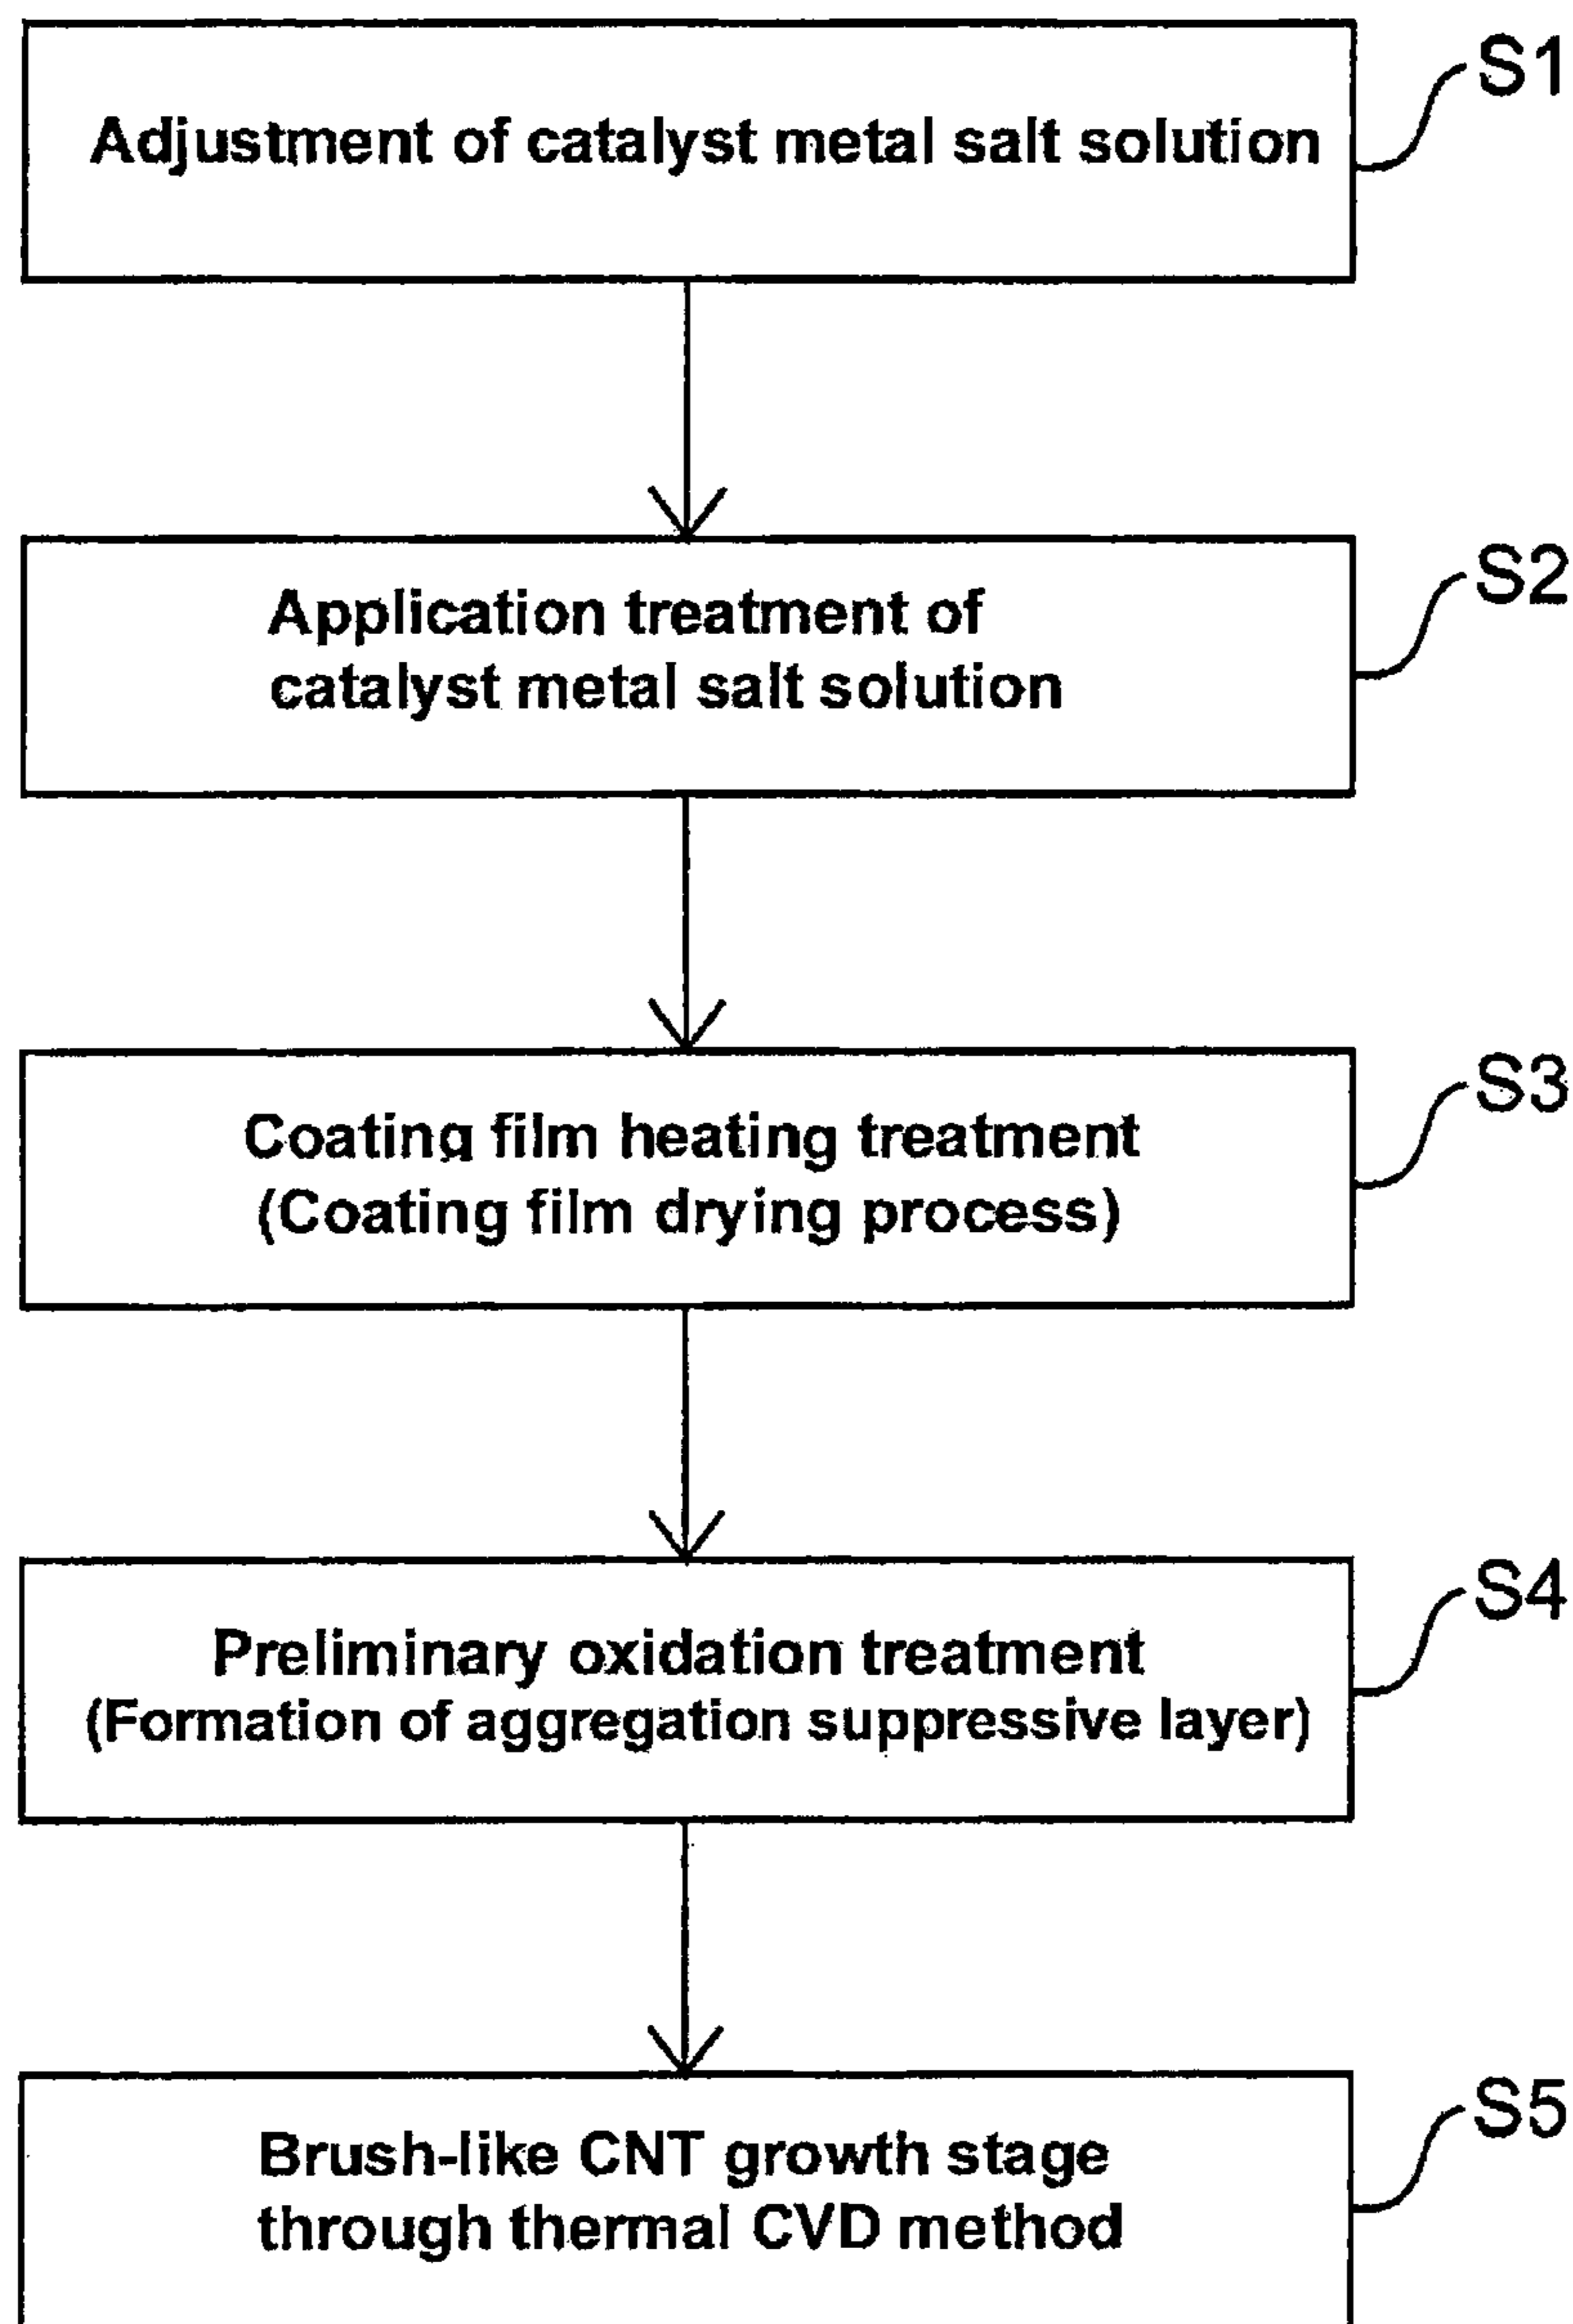 Adjustment of catalyst metal salt solution
S1
Application treatment of
catalyst metal salt solution
S2
Coating film heating treatment
(Coating film drying process)
S3
Preliminary oxidation treatment
(Formation of aggregation suppressive layer)
S4
Brush-like CNT growth stage
through thermal CVD method
S5